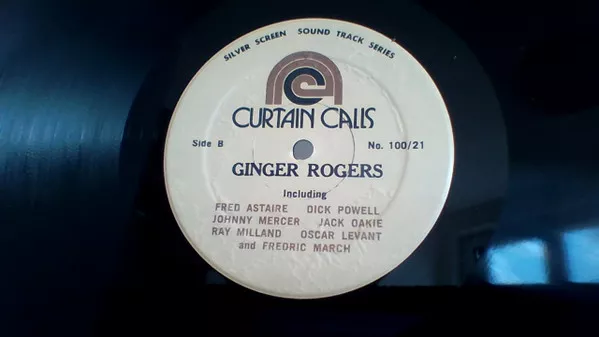 SILVER SCREEN SOUND TRACK SERIES
CURTAIN CALLS
Side B No. 100/21
GINGER ROGERS
Including
FRED ASTAIRE DICK POWELL
JOHNNY MERCER JACK OAKIE
RAY MILLAND OSCAR LEVANT
and FREDRIC MARCH